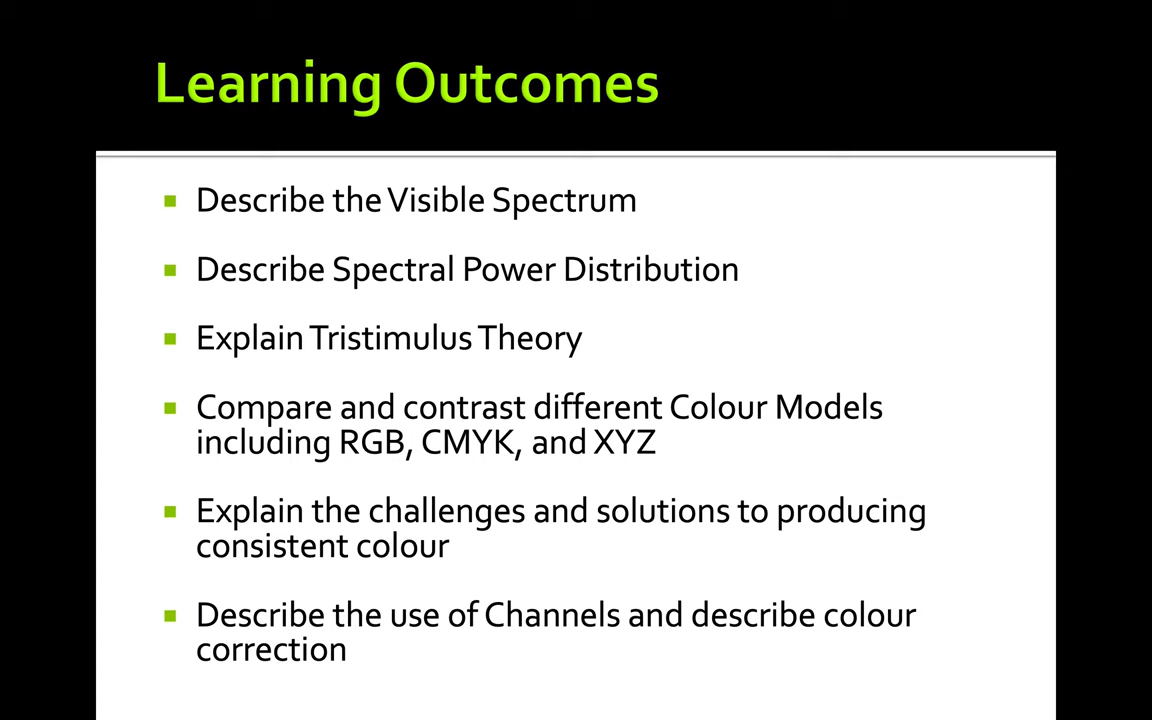 Learning Outcomes
Describe the Visible Spectrum
Describe Spectral Power Distribution
Explain Tristimulus Theory
Compare and contrast different Colour Models
including RGB, CMYK, and XYZ
Explain the challenges and solutions to producing
consistent colour
Describe the use of Channels and describe colour
correction